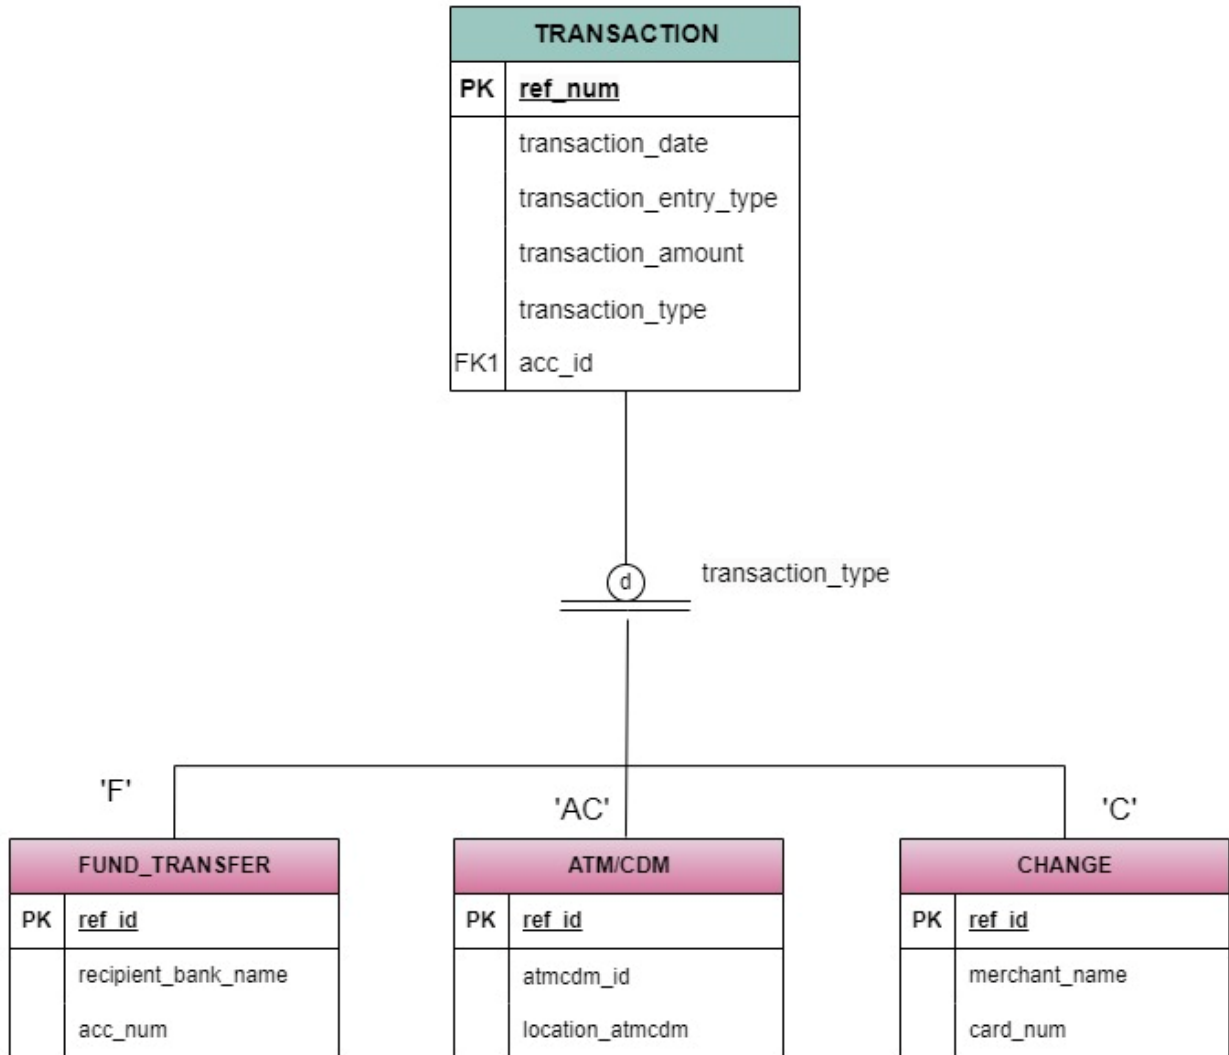 TRANSACTION
PK ref_num
transaction_date
transaction_entry_type
transaction_amount
transaction_type
FK1 acc_id
d transaction_type
'F' 'AC' 'C'
FUND_TRANSFER ATM/CDM CHANGE
PK ref_id PK ref_id PK ref_id
recipient_bank_name atmcdm_id merchant_name
acc_num location_atmcdm card_num